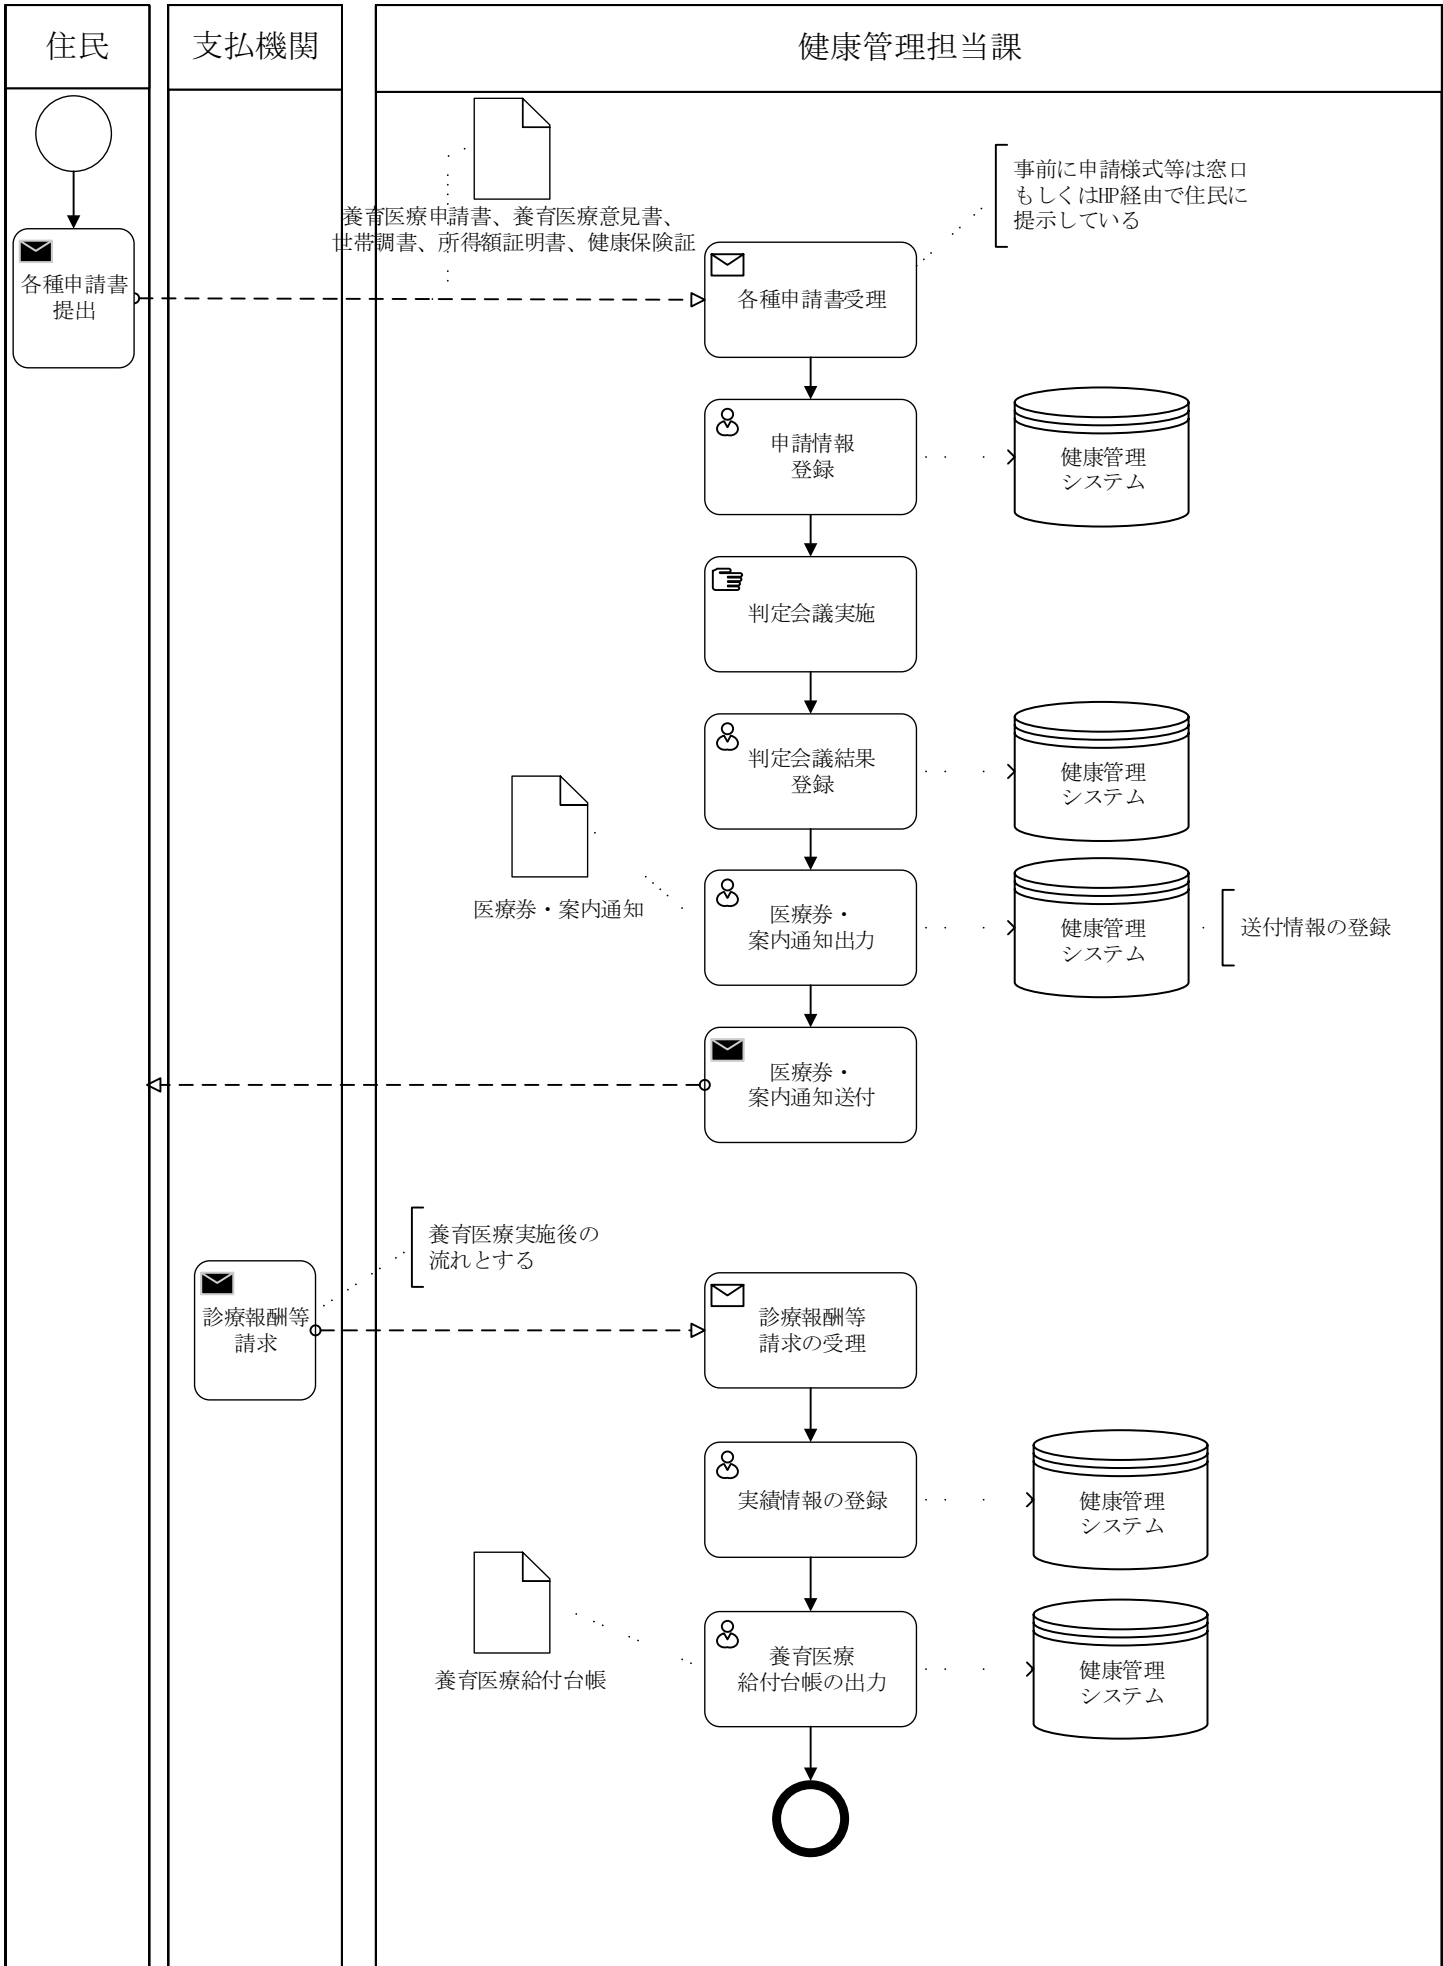 住民
支払機関
健康管理担当課
事前に申請様式等は窓口
もしくはHP経由で住民に
提示している
養育医療申請書、養育医療意見書、
世帯調書、所得額証明書、健康保険証
各種申請書
提出
各種申請書受理
申請情報
登録
健康管理
システム
判定会議実施
判定会議結果
登録
健康管理
システム
医療券・案内通知
医療券・
案内通知出力
健康管理
システム
送付情報の登録
医療券・
案内通知送付
養育医療実施後の
流れとする
診療報酬等
請求
診療報酬等
請求の受理
実績情報の登録
健康管理
システム
養育医療給付台帳
養育医療
給付台帳の出力
健康管理
システム